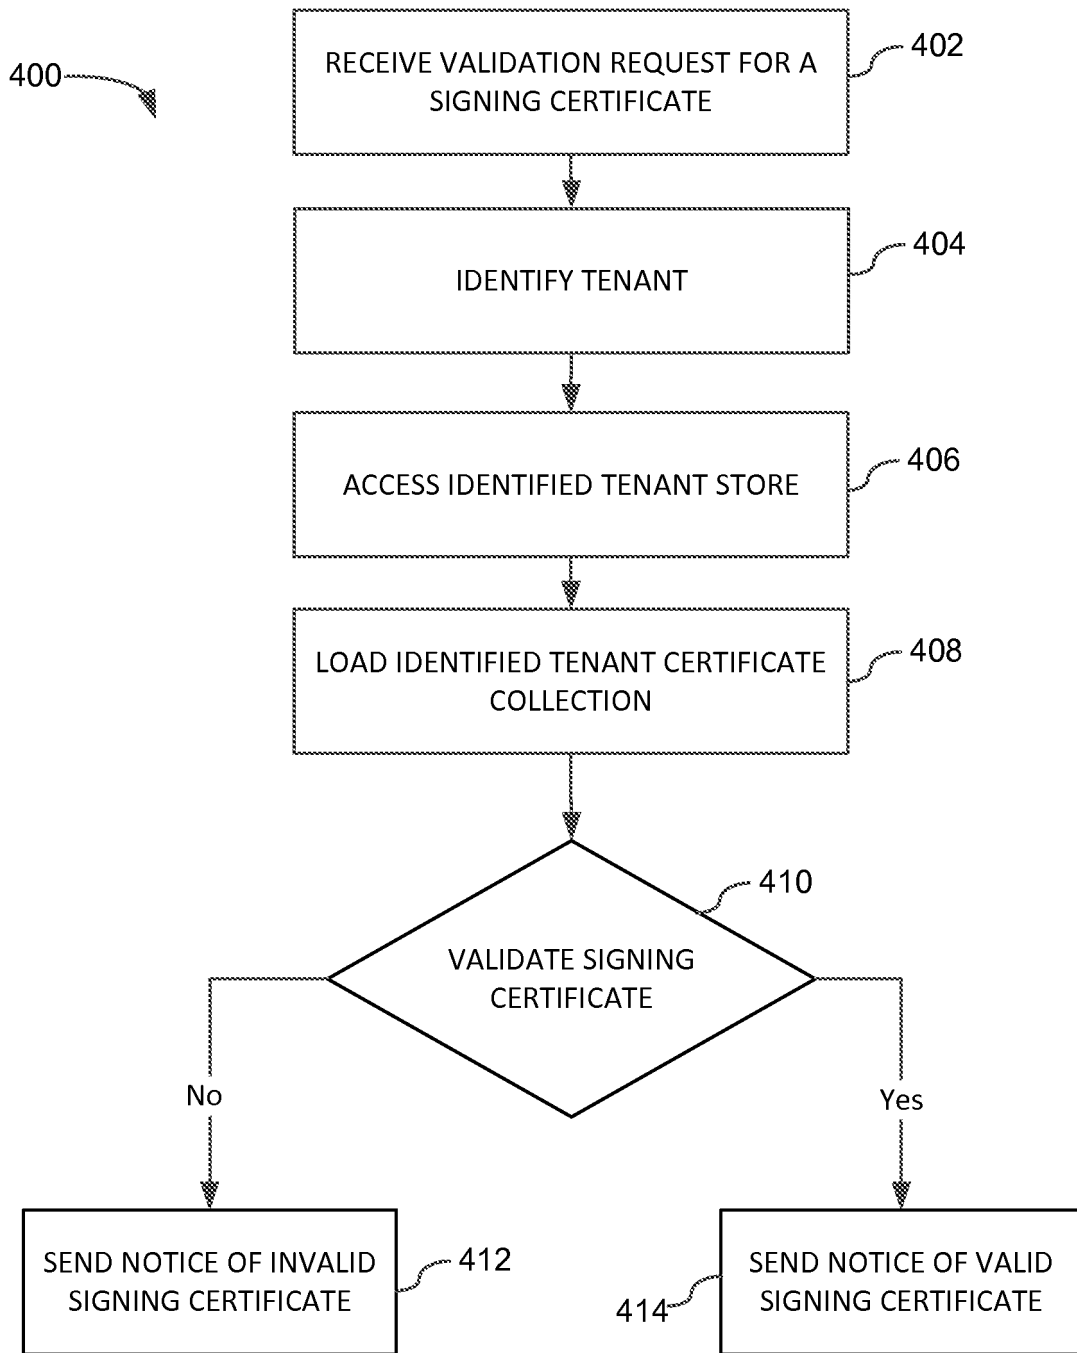 400
RECEIVE VALIDATION REQUEST FOR A
SIGNING CERTIFICATE
402
IDENTIFY TENANT
404
ACCESS IDENTIFIED TENANT STORE
406
LOAD IDENTIFIED TENANT CERTIFICATE
COLLECTION
408
VALIDATE SIGNING
CERTIFICATE
410
No
Yes
SEND NOTICE OF INVALID
SIGNING CERTIFICATE
412
SEND NOTICE OF VALID
SIGNING CERTIFICATE
414